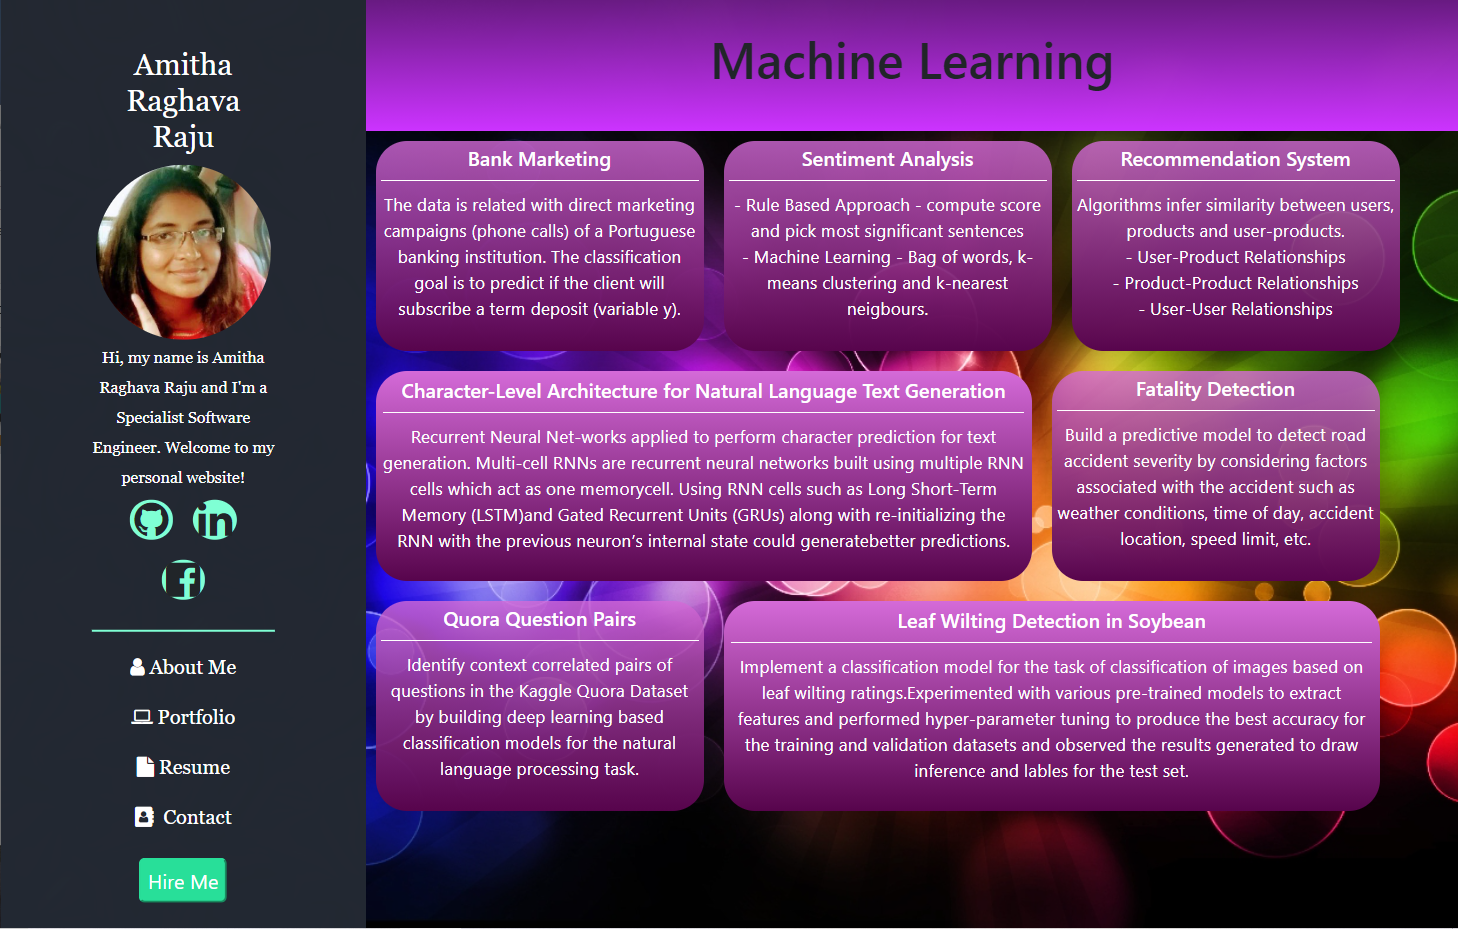 Amitha
Raghava
Raju
Hi, my name is Amitha
Raghava Raju and I'm a
Specialist Software
Engineer. Welcome to my
personal website!
About Me
Portfolio
Resume
Contact
Hire Me
Machine Learning
Bank Marketing
The data is related with direct marketing
campaigns (phone calls) of a Portuguese
banking institution. The classification
goal is to predict if the client will
subscribe a term deposit (variable y).
Sentiment Analysis
- Rule Based Approach - compute score
and pick most significant sentences
- Machine Learning - Bag of words, k-
means clustering and k-nearest
neigbours.
Recommendation System
Algorithms infer similarity between users,
products and user-products.
- User-Product Relationships
- Product-Product Relationships
- User-User Relationships
Character-Level Architecture for Natural Language Text Generation
Recurrent Neural Net-works applied to perform character prediction for text
generation. Multi-cell RNNs are recurrent neural networks built using multiple RNN
cells which act as one memorycell. Using RNN cells such as Long Short-Term
Memory (LSTM)and Gated Recurrent Units (GRUs) along with re-initializing the
RNN with the previous neuron’s internal state could generatebetter predictions.
Fatality Detection
Build a predictive model to detect road
accident severity by considering factors
associated with the accident such as
weather conditions, time of day, accident
location, speed limit, etc.
Quora Question Pairs
Identify context correlated pairs of
questions in the Kaggle Quora Dataset
by building deep learning based
classification models for the natural
language processing task.
Leaf Wilting Detection in Soybean
Implement a classification model for the task of classification of images based on
leaf wilting ratings.Experimented with various pre-trained models to extract
features and performed hyper-parameter tuning to produce the best accuracy for
the training and validation datasets and observed the results generated to draw
inference and lables for the test set.